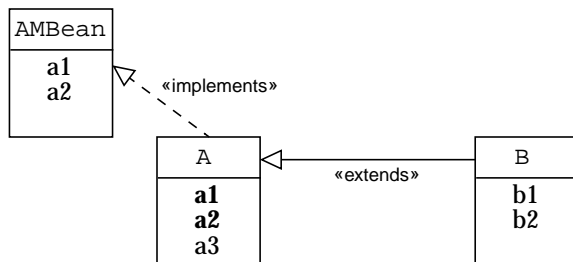 AMBean
a1
a2
«implements»
A
a1
a2
a3
«extends»
B
b1
b2